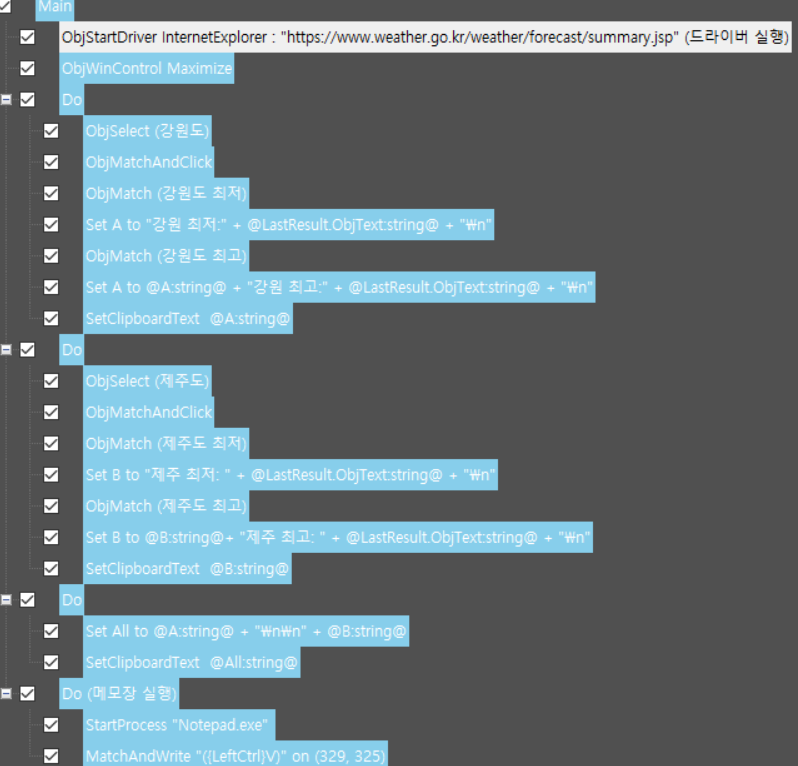 Main
ObjStartDriver InternetExplorer : "https://www.weather.go.kr/weather/forecast/summary.jsp" (드라이버 실행)
ObjWinControl Maximize
Do
ObjSelect (강원도)
ObjMatchAndClick
ObjMatch (강원도 최저)
Set A to "강원 최저:" + @LastResult.ObjText:string@ + "₩n"
ObjMatch (강원도 최고)
Set A to @A:string@ + "강원 최고:" + @LastResult.ObjText:string@ + "₩n"
SetClipboardText  @A:string@
Do
ObjSelect (제주도)
ObjMatchAndClick
ObjMatch (제주도 최저)
Set B to "제주 최저: " + @LastResult.ObjText:string@ + "₩n"
ObjMatch (제주도 최고)
Set B to @B:string@+ "제주 최고: " + @LastResult.ObjText:string@ + "₩n"
SetClipboardText  @B:string@
Do
Set All to @A:string@ + "₩n₩n" + @B:string@
SetClipboardText  @All:string@
Do (메모장 실행)
StartProcess "Notepad.exe"
MatchAndWrite "({LeftCtrl}V)" on (329, 325)